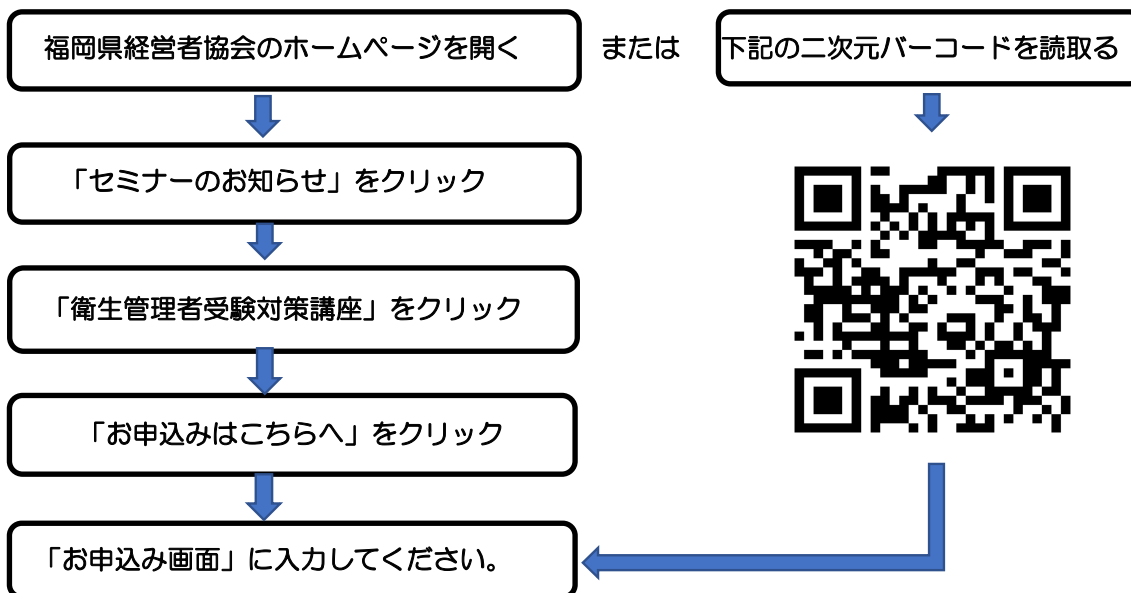 福岡県経営者協会のホームページを開く
または
下記の二次元バーコードを読取る
「セミナーのお知らせ」をクリック
「衛生管理者受験対策講座」をクリック
「お申込みはこちらへ」をクリック
「お申込み画面」に入力してください。